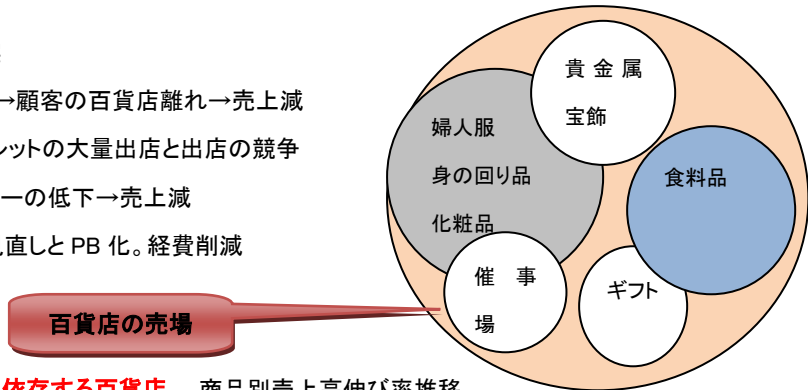 →顧客の百貨店離れ→売上減
レットの大量出店と出店の競争
ーの低下→売上減
直しと PB 化。経費削減
百貨店の売場
依存する百貨店
商品別売上高伸び率推移
貴 金 属
宝飾
婦人服
身の回り品
化粧品
食料品
催 事
場
ギフト